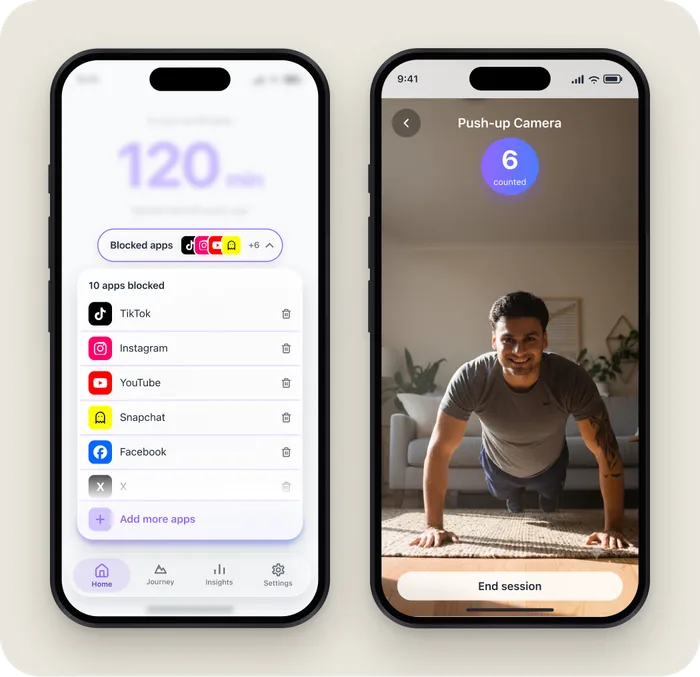 120 min
Blocked apps +6
10 apps blocked
TikTok
Instagram
YouTube
Snapchat
Facebook
X
Add more apps
Home
Journey
Insights
Settings
9:41
Push-up Camera
6
counted
End session